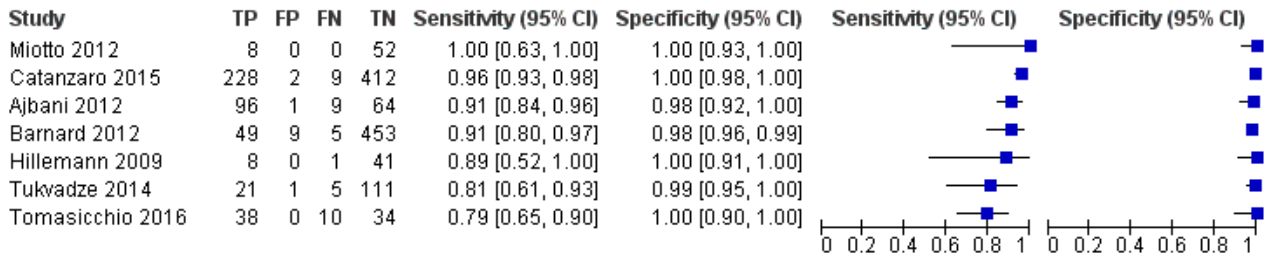 Study TP FP FN TN Sensitivity (95% CI) Specificity (95% CI) Sensitivity (95% CI) Specificity (95% CI)
Miotto 2012 8 0 0 52 1.00 [0.63, 1.00] 1.00 [0.93, 1.00]
Catanzaro 2015 228 2 9 412 0.96 [0.93, 0.98] 1.00 [0.98, 1.00]
Ajbani 2012 96 1 9 64 0.91 [0.84, 0.96] 0.98 [0.92, 1.00]
Barnard 2012 49 9 5 453 0.91 [0.80, 0.97] 0.98 [0.96, 0.99]
Hillemann 2009 8 0 1 41 0.89 [0.52, 1.00] 1.00 [0.91, 1.00]
Tukvadze 2014 21 1 5 111 0.81 [0.61, 0.93] 0.99 [0.95, 1.00]
Tomasicchio 2016 38 0 10 34 0.79 [0.65, 0.90] 1.00 [0.90, 1.00]
0 0.2 0.4 0.6 0.8 1 0 0.2 0.4 0.6 0.8 1